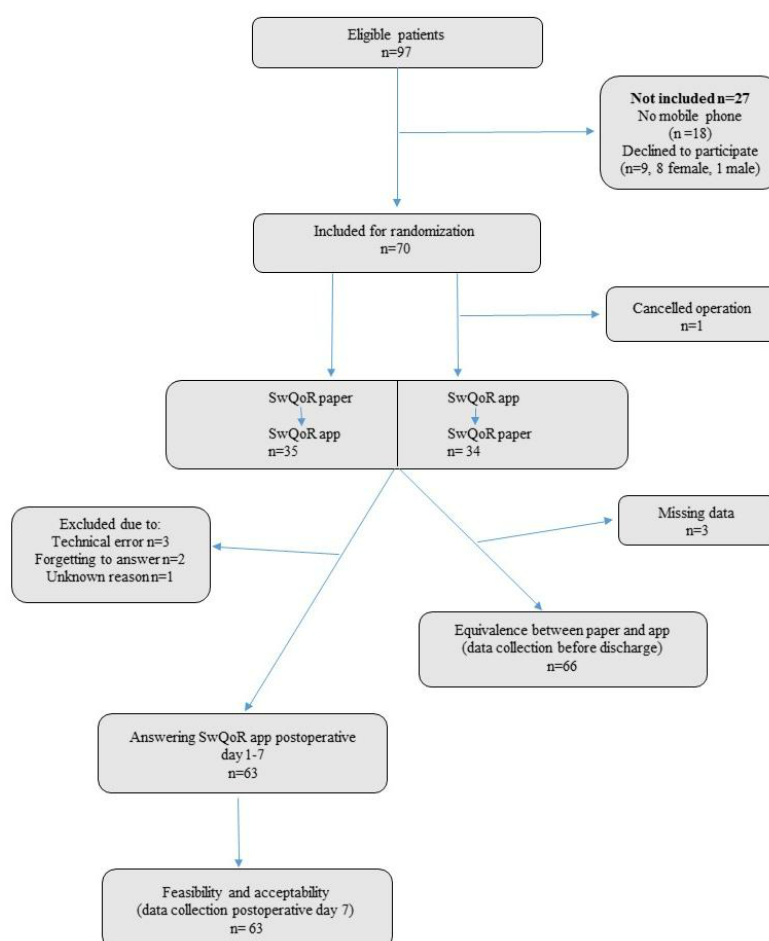 Eligible patients
n=97
Not included n=27
No mobile phone
(n =18)
Declined to participate
(n=9, 8 female, 1 male)
Included for randomization
n=70
Cancelled operation
n=1
SwQoR paper
SwQoR app
n=35
SwQoR app
SwQoR paper
n= 34
Excluded due to:
Technical error n=3
Forgetting to answer n=2
Unknown reason n=1
Missing data
n=3
Equivalence between paper and app
(data collection before discharge)
n=66
Answering SwQoR app postoperative
day 1-7
n=63
Feasibility and acceptability
(data collection postoperative day 7)
n= 63